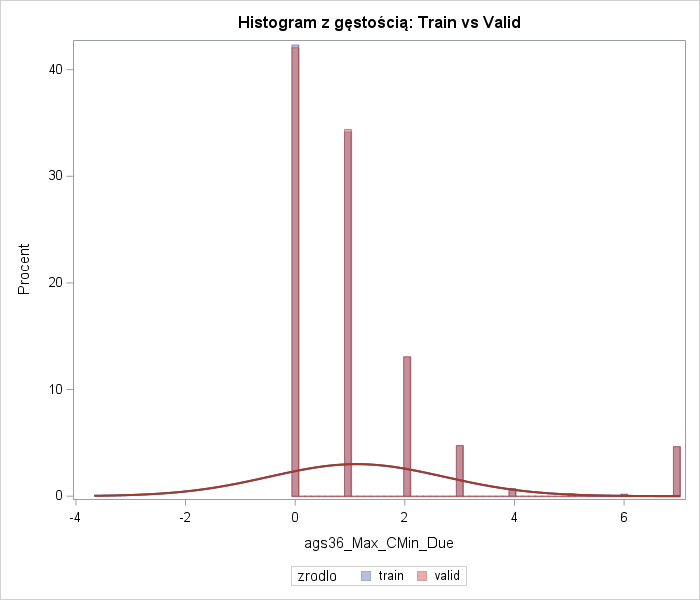 Histogram z gęstością: Train vs Valid
Procent
40
30
20
10
0
-4 -2 0 2 4 6
ags36_Max_CMin_Due
zrodlo train valid